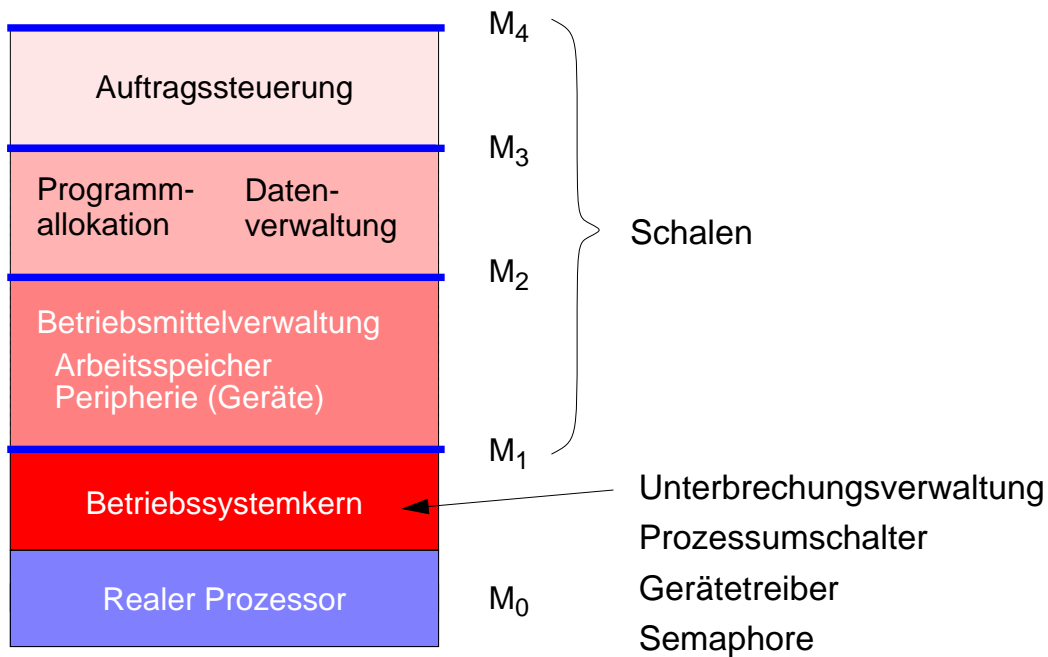 M4
Auftragssteuerung
M3
Programm-
allokation
Daten-
verwaltung
Schalen
M2
Betriebsmittelverwaltung
Arbeitsspeicher
Peripherie (Geräte)
M1
Betriebssystemkern
Unterbrechungsverwaltung
Prozessumschalter
Gerätetreiber
Semaphore
Realer Prozessor
M0